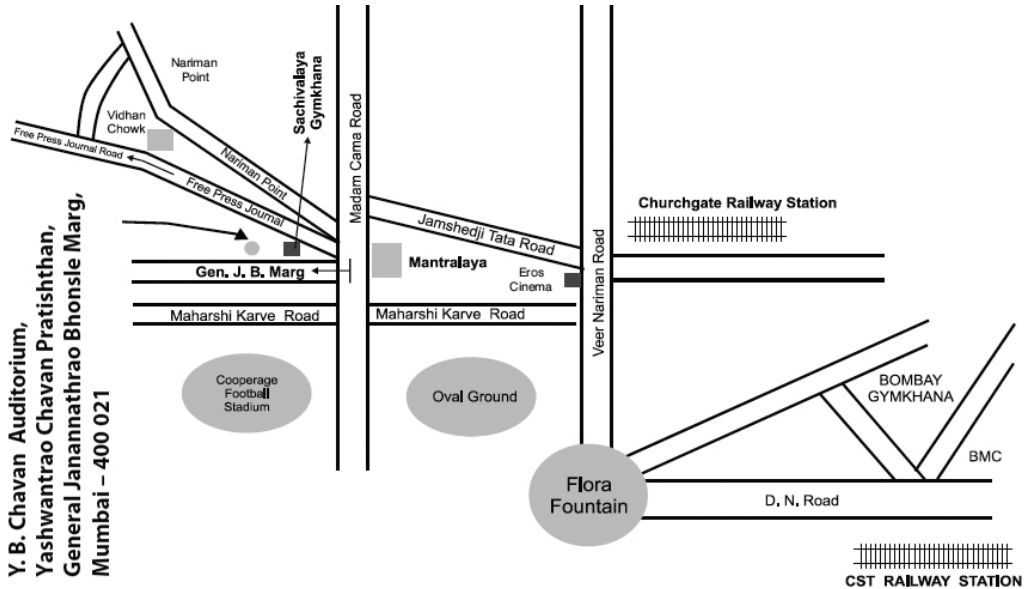 Nariman
Point
Sachivalaya
Gymkhana
Vidhan
Chowk
Free Press Journal Road
Nariman Point
Free Press Journal
Madam Cama Road
Jamshedji Tata Road
Churchgate Railway Station
Gen. J. B. Marg
Mantralaya
Eros
Cinema
Veer Nariman Road
Maharshi Karve Road
Maharshi Karve Road
Cooperage
Football
Stadium
Oval Ground
BOMBAY
GYMKHANA
BMC
Flora
Fountain
D. N. Road
CST RAILWAY STATION
Y. B. Chavan Auditorium,
Yashwantrao Chavan Pratishthan,
General Janannathrao Bhonsle Marg,
Mumbai – 400 021